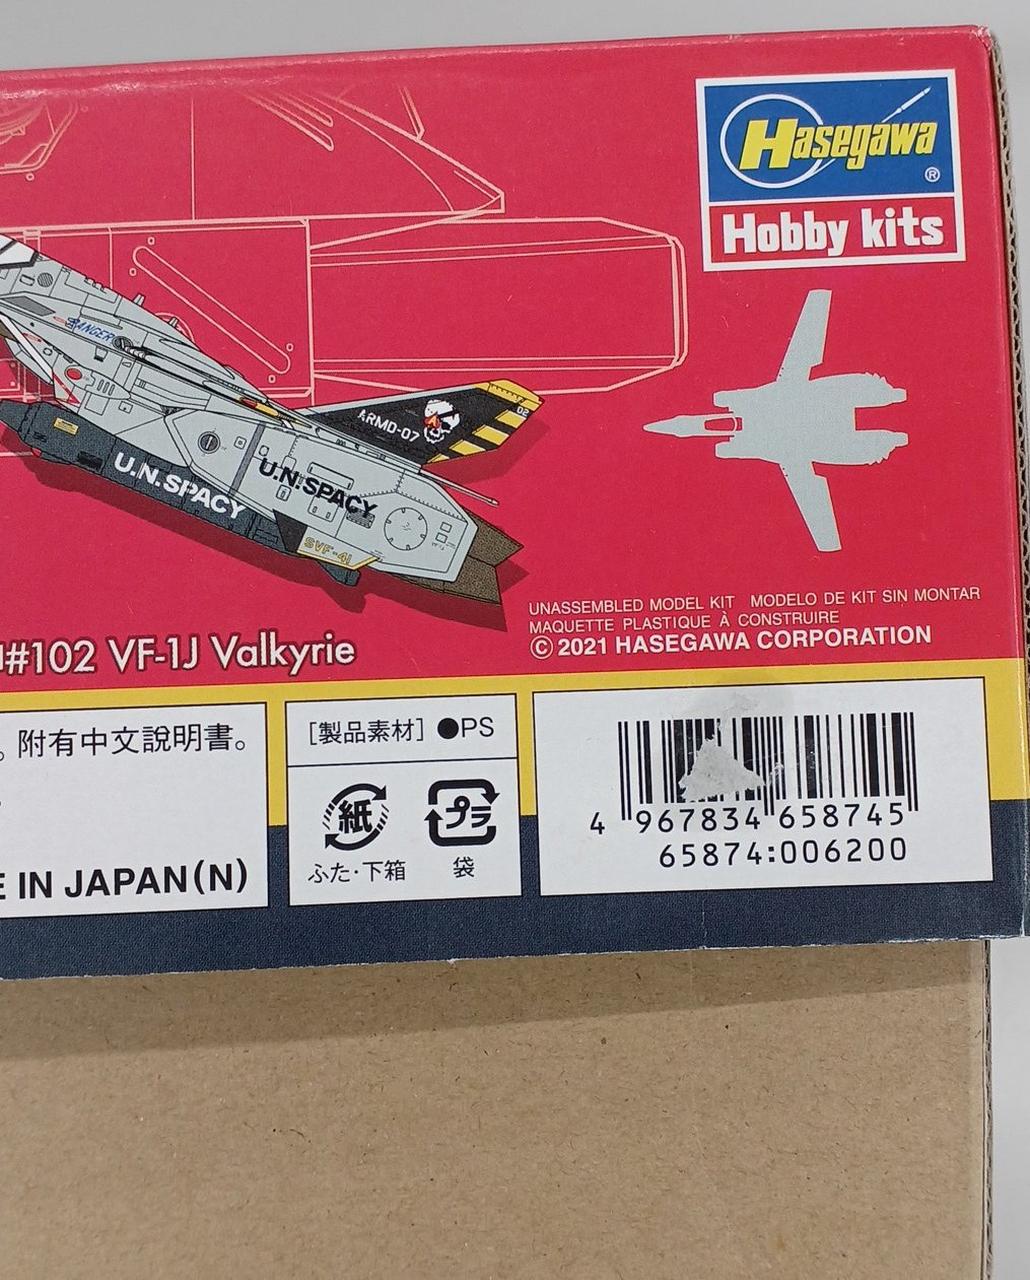 Hasegawa®
Hobby kits
RANGER
ARMD-07
02
U.N.SPACY
U.N.SPACY
SVF-41
UNASSEMBLED MODEL KIT MODELO DE KIT SIN MONTAR
MAQUETTE PLASTIQUE À CONSTRUIRE
© 2021 HASEGAWA CORPORATION
#102 VF-1J Valkyrie
。附有中文說明書。
IN JAPAN(N)
[製品素材] ●PS
紙
ふた・下箱
プラ
袋
4 967834 658745
65874:006200